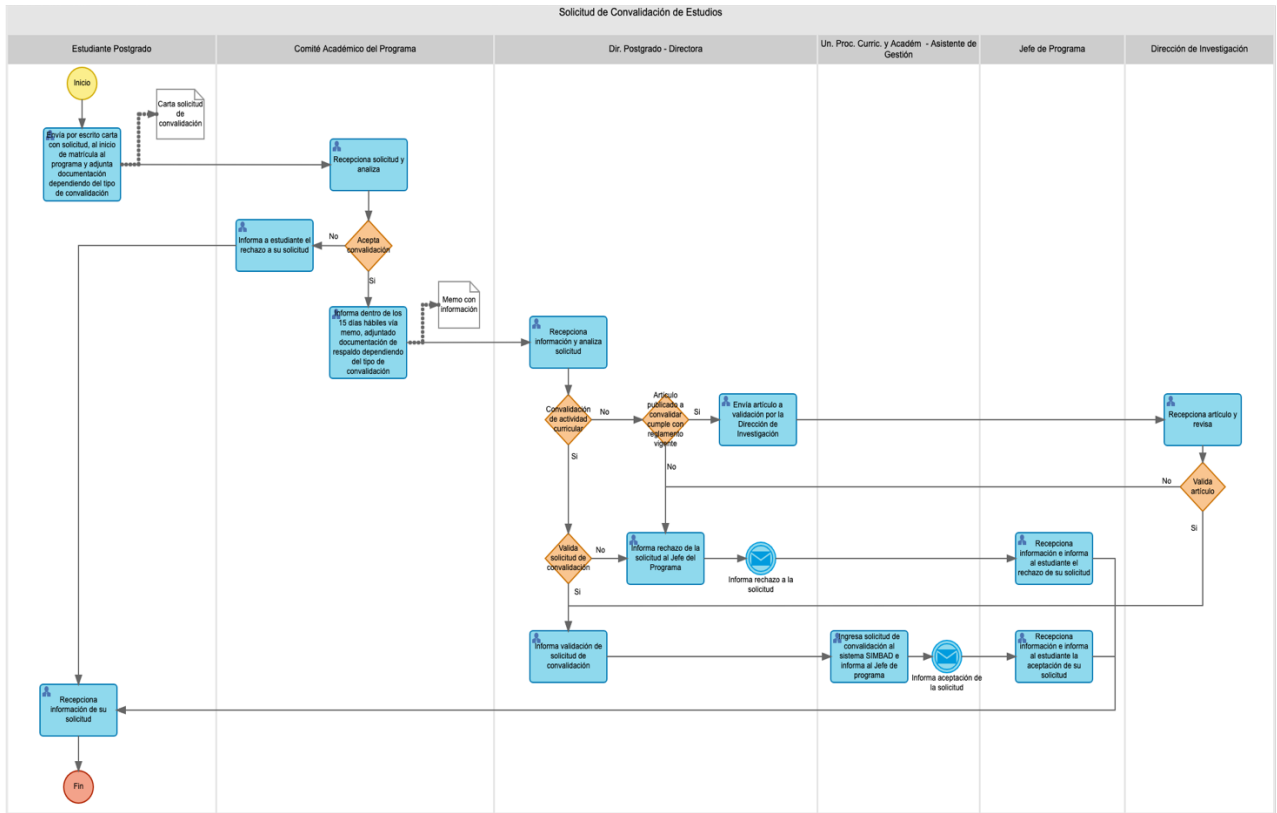 Solicitud de Convalidación de Estudios
Estudiante Postgrado
Comité Académico del Programa
Dir. Postgrado - Directora
Un. Proc. Curric. y Académ - Asistente de
Gestión
Jefe de Programa
Dirección de Investigación
Inicio
Carta solicitud
de
convalidación
Envía por escrito carta
con solicitud, al inicio
de matrícula al
programa y adjunta
documentación
dependiendo del tipo
de convalidación
Recepciona solicitud y
analiza
Acepta
convalidación
No
Si
Informa a estudiante el
rechazo a su solicitud
Informa dentro de los
15 días hábiles vía
memo, adjuntado
documentación de
respaldo dependiendo
del tipo de
convalidación
Memo con
información
Recepciona
información y analiza
solicitud
Convalidación
de actividad
curricular
No
Si
Artículo
publicado a
convalidar
cumple con
reglamento
vigente
Si
No
Envía artículo a
validación por la
Dirección de
Investigación
Recepciona artículo y
revisa
Valida
artículo
No
Si
Valida
solicitud de
convalidación
No
Si
Informa rechazo de la
solicitud al Jefe del
Programa
Informa rechazo a la
solicitud
Recepciona
información e informa
al estudiante el
rechazo de su solicitud
Informa validación de
solicitud de
convalidación
Ingresa solicitud de
convalidación al
sistema SIMBAD e
informa al Jefe de
programa
Informa aceptación de
la solicitud
Recepciona
información e informa
al estudiante la
aceptación de su
solicitud
Recepciona
información de su
solicitud
Fin